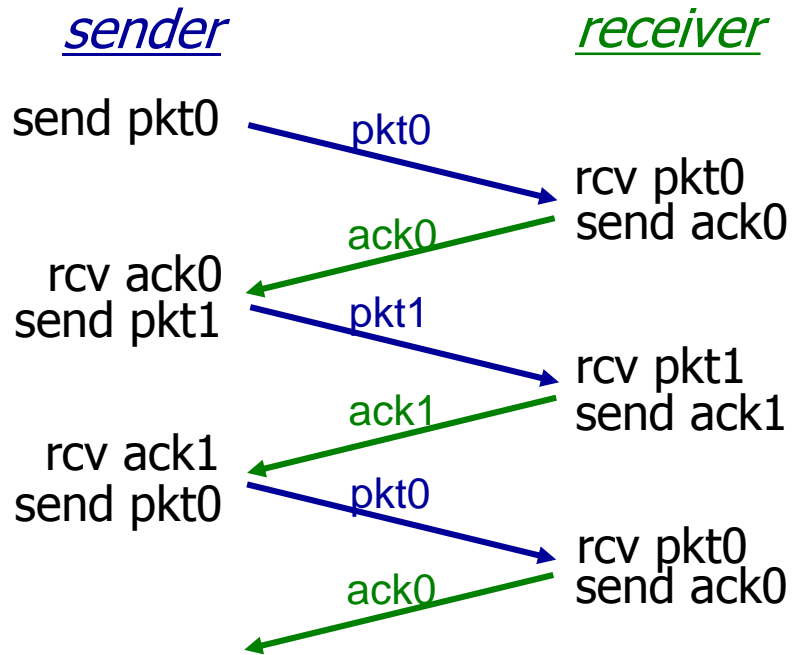 sender
receiver
send pkt0
pkt0
rcv pkt0
send ack0
ack0
rcv ack0
send pkt1
pkt1
rcv pkt1
send ack1
ack1
rcv ack1
send pkt0
pkt0
rcv pkt0
send ack0
ack0